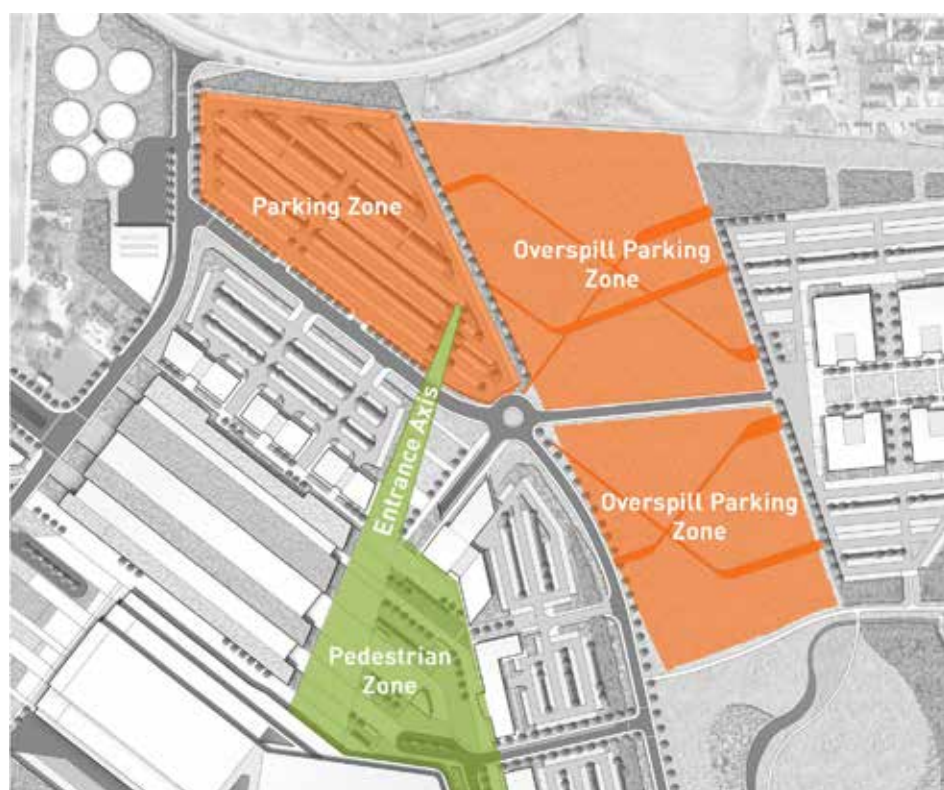 Parking Zone
Overspill Parking
Zone
Entrance Axis
Overspill Parking
Zone
Pedestrian
Zone